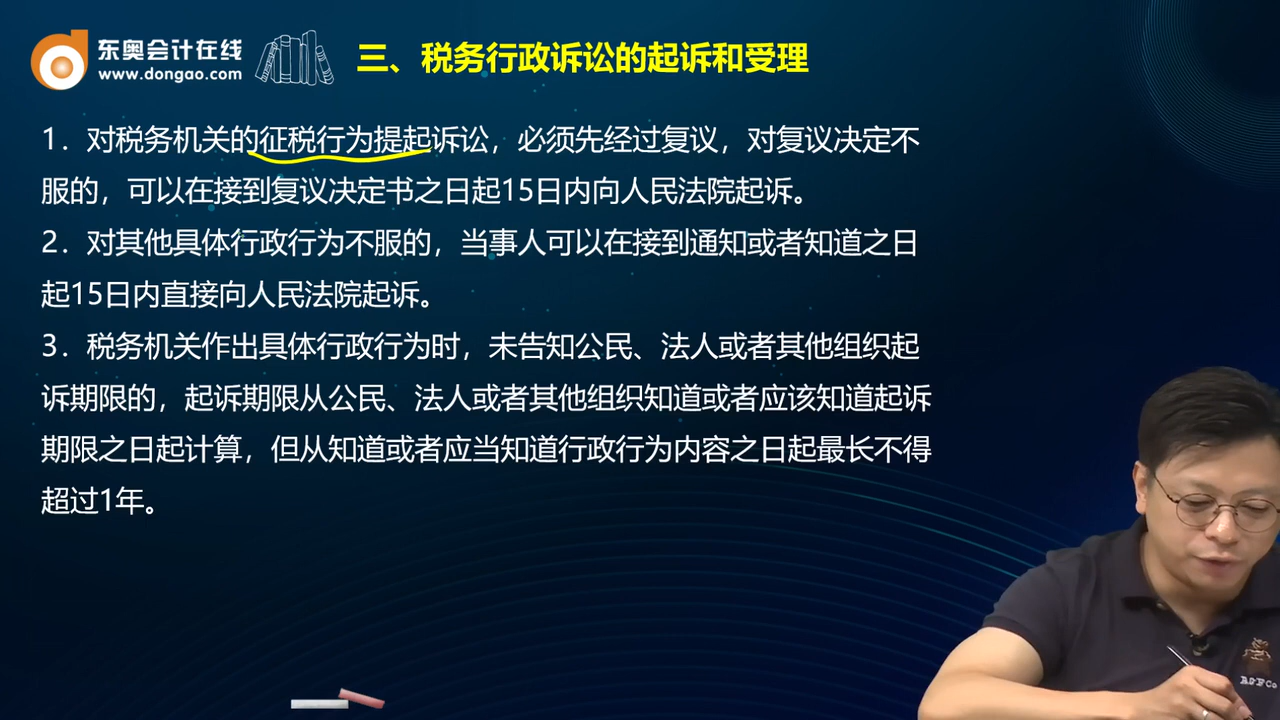 东奥会计在线
www.dongao.com
三、税务行政诉讼的起诉和受理
1．对税务机关的征税行为提起诉讼，必须先经过复议，对复议决定不
服的，可以在接到复议决定书之日起15日内向人民法院起诉。
2．对其他具体行政行为不服的，当事人可以在接到通知或者知道之日
起15日内直接向人民法院起诉。
3．税务机关作出具体行政行为时，未告知公民、法人或者其他组织起
诉期限的，起诉期限从公民、法人或者其他组织知道或者应该知道起诉
期限之日起计算，但从知道或者应当知道行政行为内容之日起最长不得
超过1年。